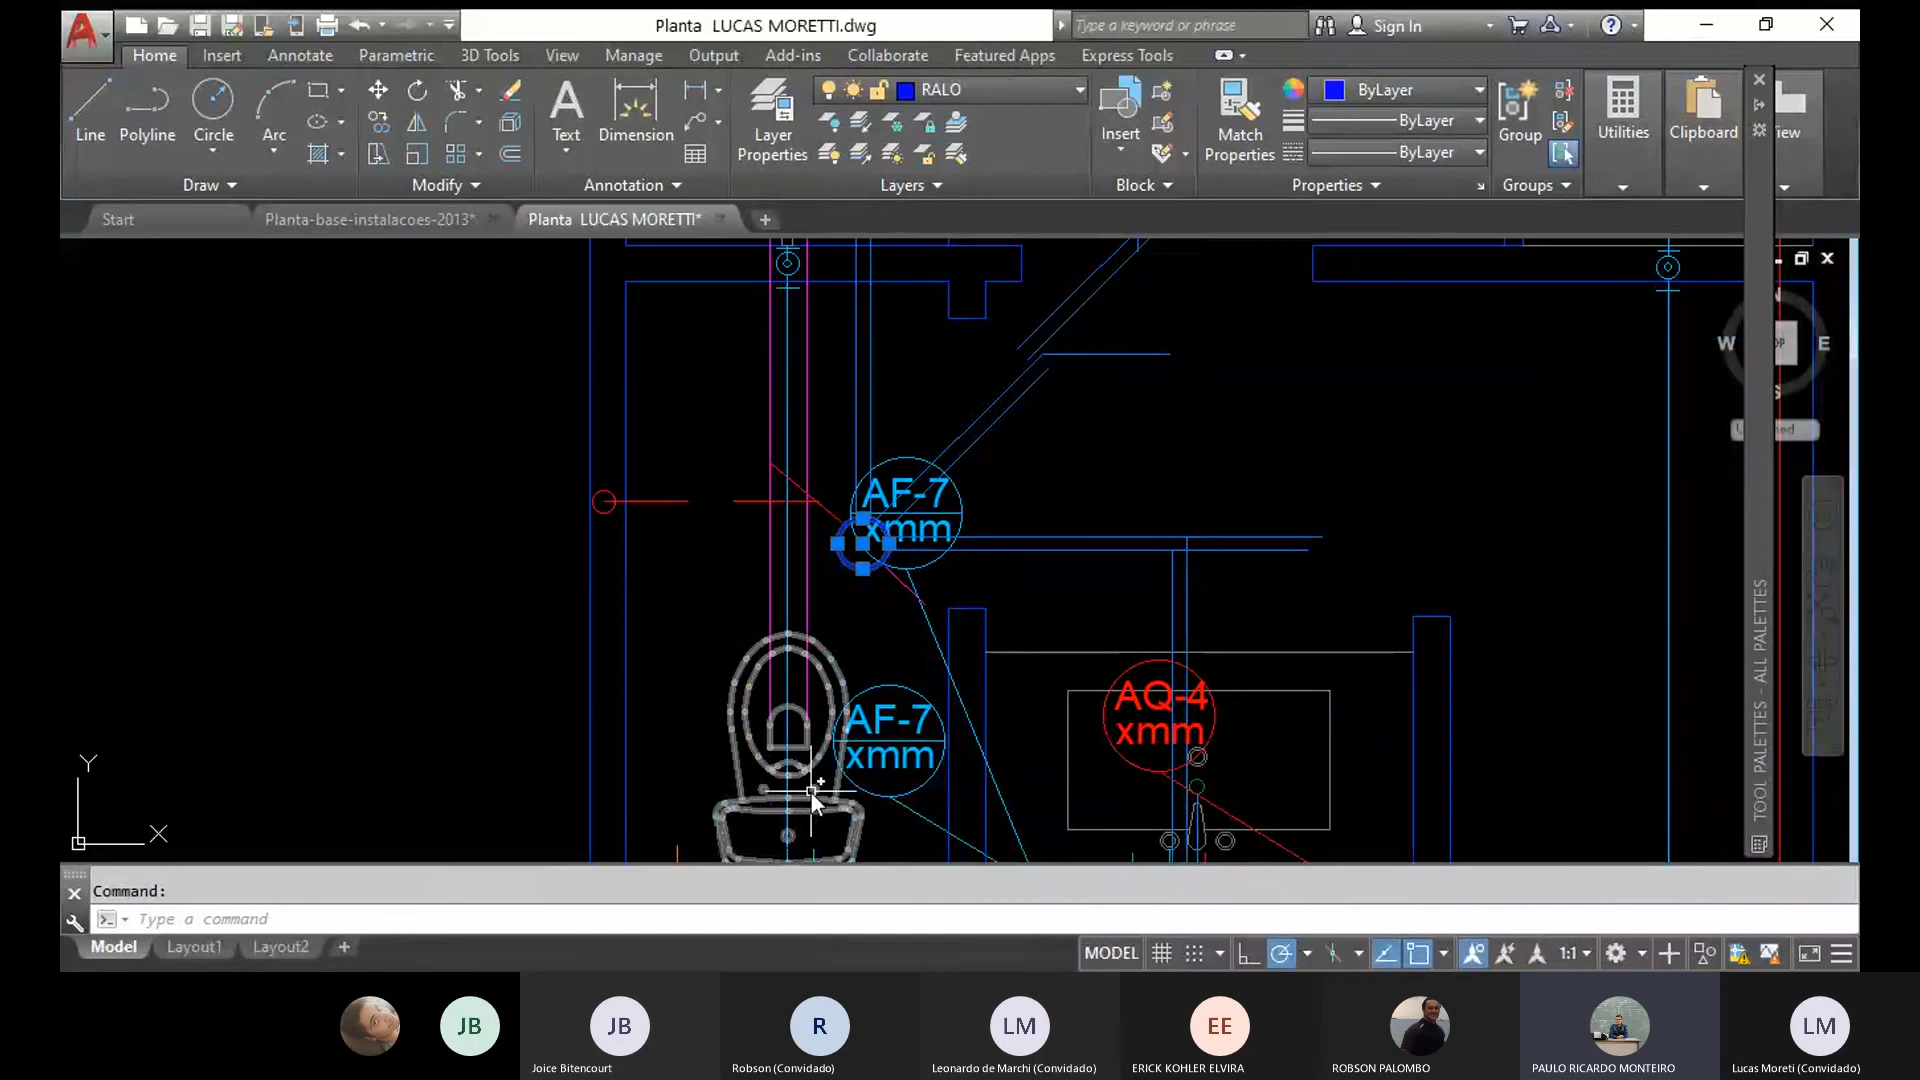 Planta LUCAS MORETTI.dwg
Type a keyword or phrase
Sign In
Home
Insert
Annotate
Parametric
3D Tools
View
Manage
Output
Add-ins
Collaborate
Featured Apps
Express Tools
RALO
ByLayer
ByLayer
ByLayer
Line
Polyline
Circle
Arc
Text
Dimension
Layer
Properties
Insert
Match
Properties
Group
Utilities
Clipboard
Draw
Modify
Annotation
Layers
Block
Properties
Groups
Start
Planta-base-instalacoes-2013*
Planta LUCAS MORETTI*
W
E
AF-7
xmm
AF-7
xmm
AQ-4
xmm
TOOL PALETTES - ALL PALETTES
Y
X
Command:
Type a command
Model
Layout1
Layout2
MODEL
1:1
JB
JB
R
LM
EE
LM
Joice Bitencourt
Robson (Convidado)
Leonardo de Marchi (Convidado)
ERICK KOHLER ELVIRA
ROBSON PALOMBO
PAULO RICARDO MONTEIRO
Lucas Moreti (Convidado)